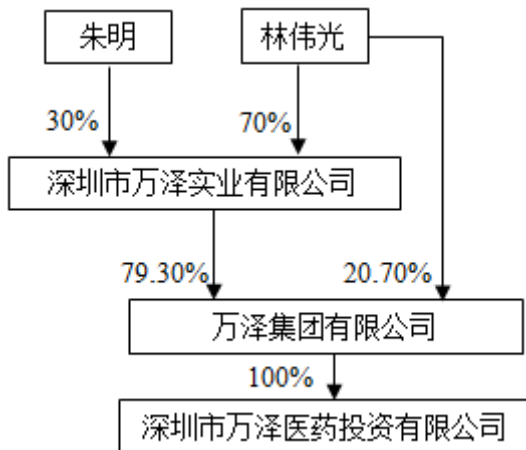 朱明
林伟光
30%
70%
深圳市万泽实业有限公司
79.30%
20.70%
万泽集团有限公司
100%
深圳市万泽医药投资有限公司